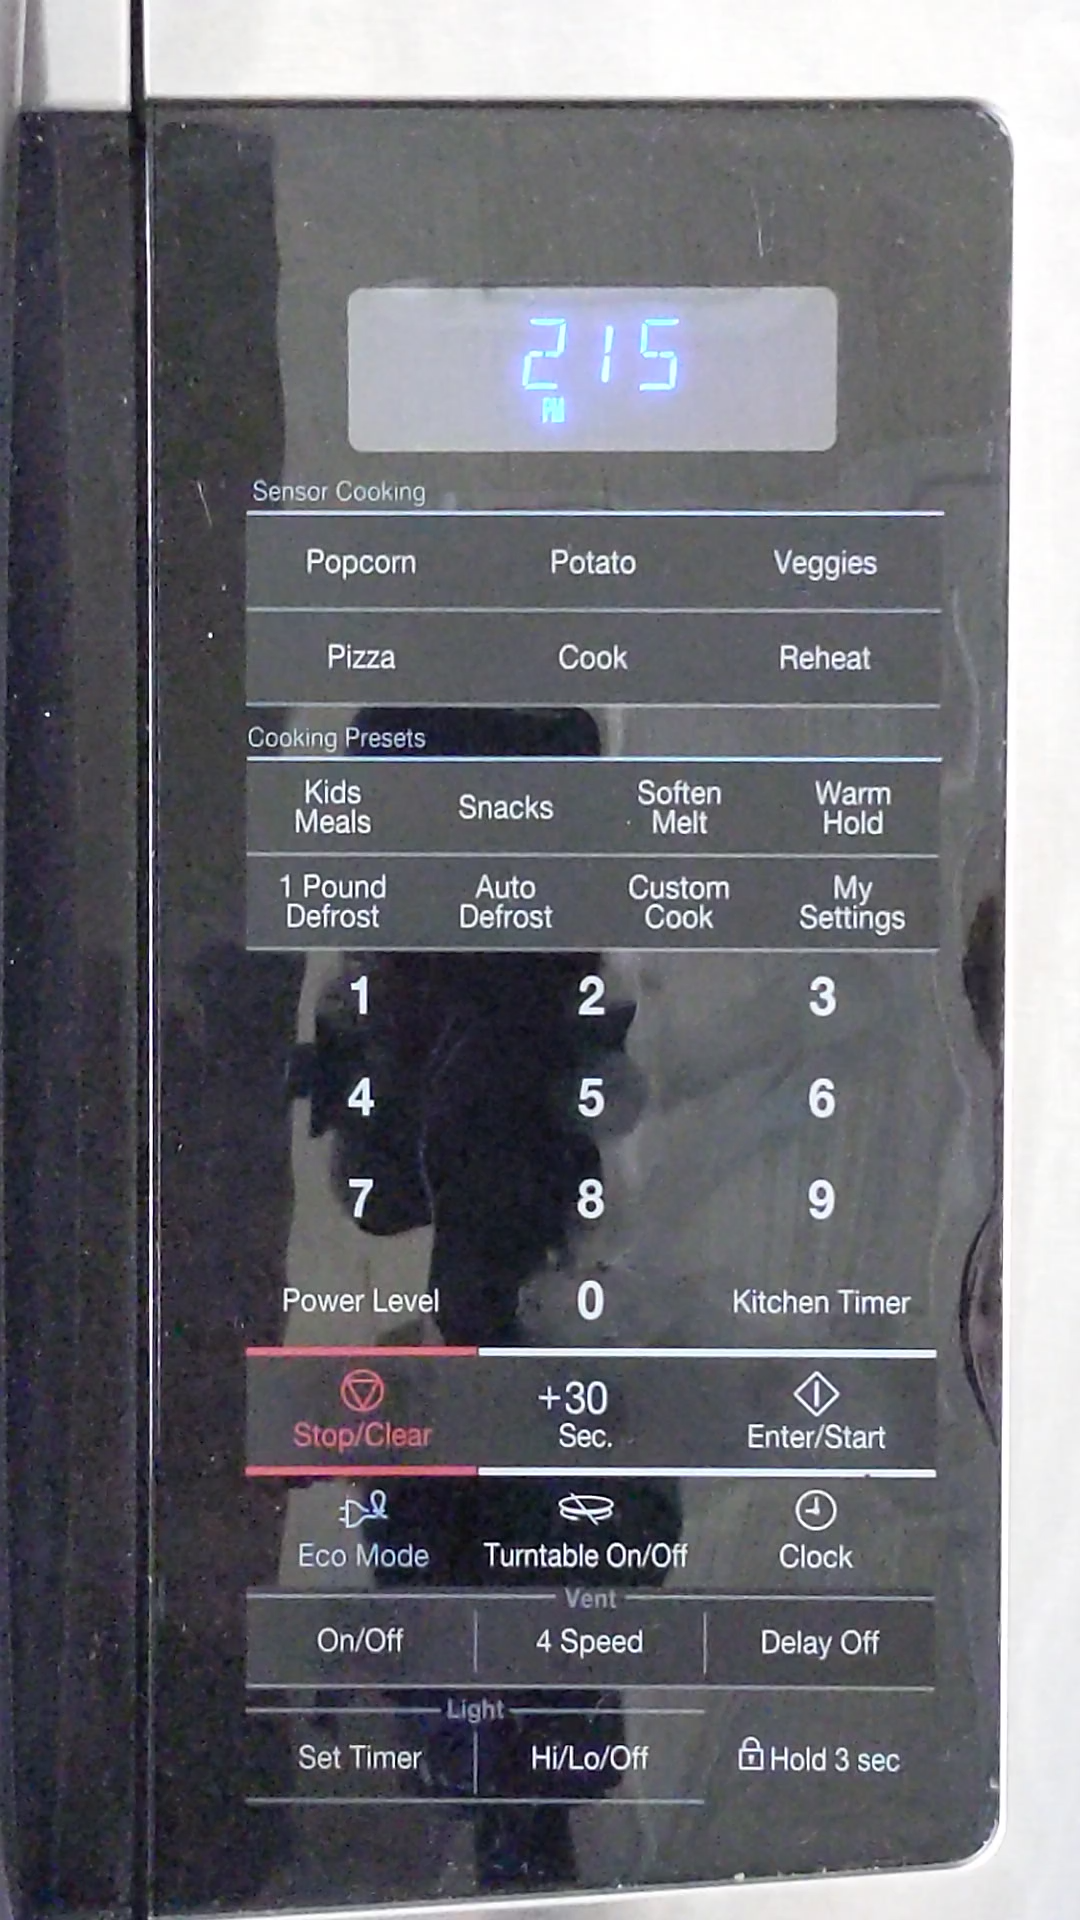 215
PM
Sensor Cooking
Popcorn Potato Veggies
Pizza Cook Reheat
Cooking Presets
Kids Meals Snacks Soften Melt Warm Hold
1 Pound Defrost Auto Defrost Custom Cook My Settings
1 2 3
4 5 6
7 8 9
Power Level 0 Kitchen Timer
Stop/Clear +30 Sec. Enter/Start
Eco Mode Turntable On/Off Clock
Vent
On/Off 4 Speed Delay Off
Light
Set Timer Hi/Lo/Off Hold 3 sec